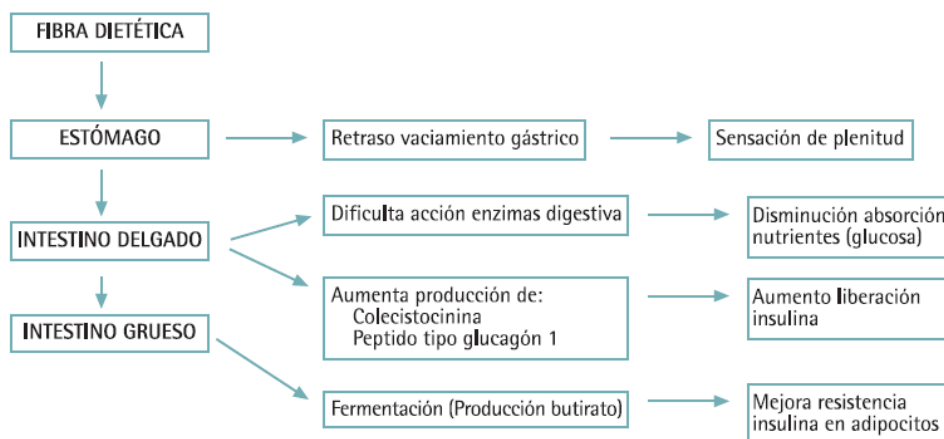 FIBRA DIETÉTICA
ESTÓMAGO
Retraso vaciamiento gástrico
Sensación de plenitud
INTESTINO DELGADO
Dificulta acción enzimas digestiva
Disminución absorción
nutrientes (glucosa)
Aumenta producción de:
Colecistocinina
Peptido tipo glucagón 1
Aumento liberación
insulina
INTESTINO GRUESO
Fermentación (Producción butirato)
Mejora resistencia
insulina en adipocitos